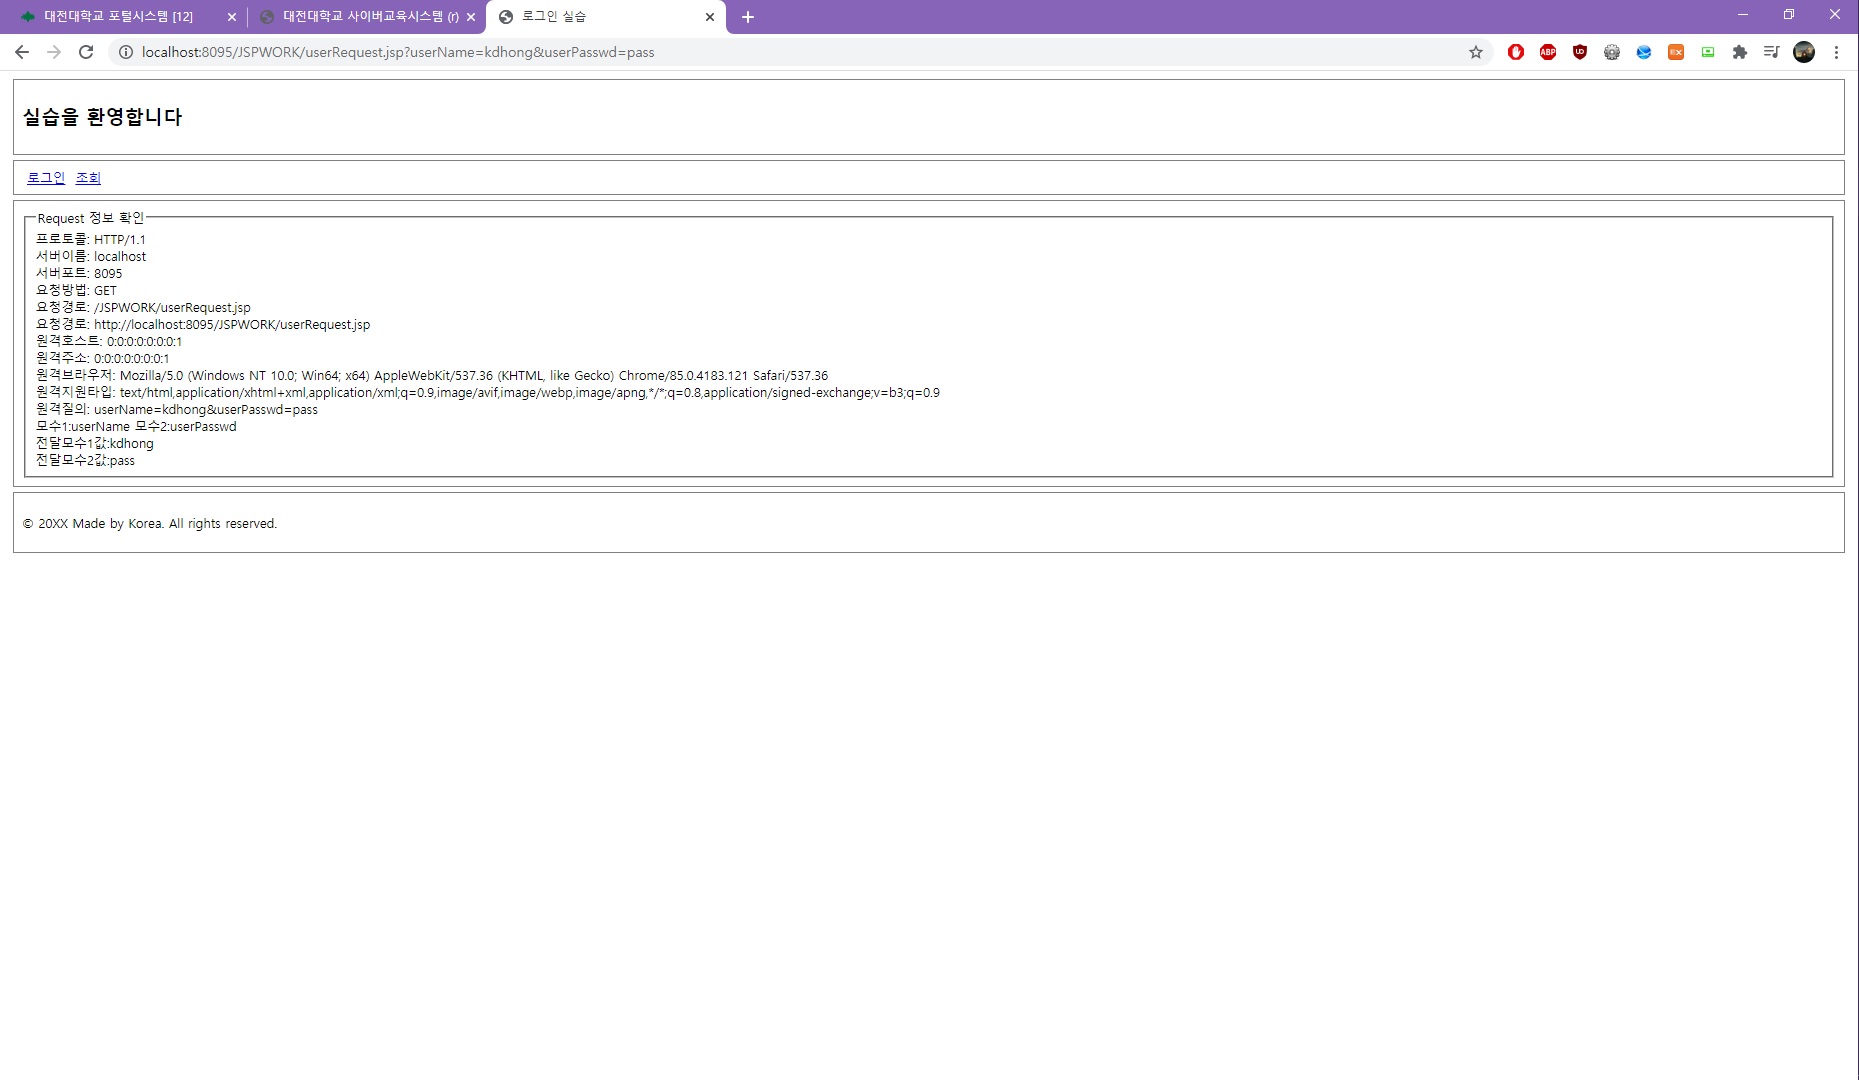 대전대학교 포털시스템 [12]
대전대학교 사이버교육시스템 (r)
로그인 실습
localhost:8095/JSPWORK/userRequest.jsp?userName=kdhong&userPasswd=pass
ABP
실습을 환영합니다
로그인 조회
Request 정보 확인
프로토콜: HTTP/1.1
서버이름: localhost
서버포트: 8095
요청방법: GET
요청경로: /JSPWORK/userRequest.jsp
요청경로: http://localhost:8095/JSPWORK/userRequest.jsp
원격호스트: 0:0:0:0:0:0:0:1
원격주소: 0:0:0:0:0:0:0:1
원격브라우저: Mozilla/5.0 (Windows NT 10.0; Win64; x64) AppleWebKit/537.36 (KHTML, like Gecko) Chrome/85.0.4183.121 Safari/537.36
원격지원타입: text/html,application/xhtml+xml,application/xml;q=0.9,image/avif,image/webp,image/apng,*/*;q=0.8,application/signed-exchange;v=b3;q=0.9
원격질의: userName=kdhong&userPasswd=pass
모수1:userName 모수2:userPasswd
전달모수1값:kdhong
전달모수2값:pass
© 20XX Made by Korea. All rights reserved.